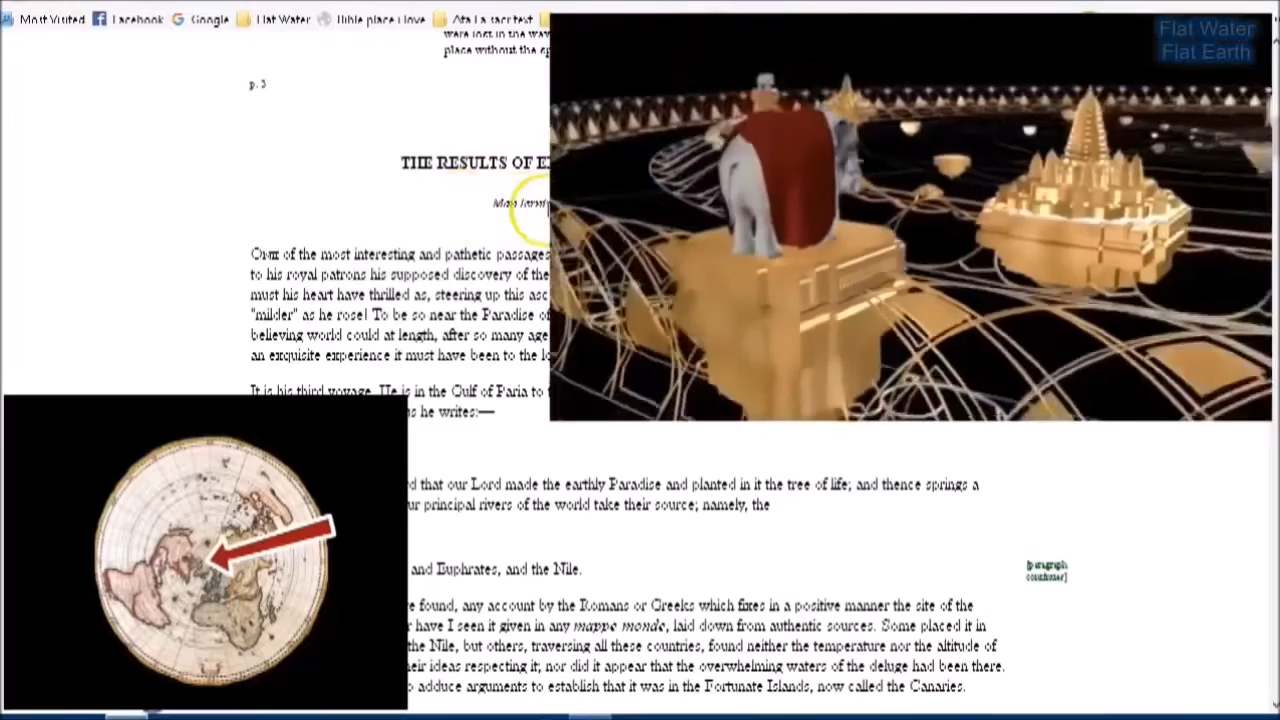 Most Visited Facebook Google Flat Water Bible place i love Ata La sacr text
were lost in the wav
place without the sp
Flat Water
Flat Earth
p. 3
THE RESULTS OF E
One of the most interesting and pathetic passages
to his royal patrons his supposed discovery of the
must his heart have thrilled as, steering up this asc
"milder" as he rose! To be so near the Paradise of
believing world could at length, after so many age
an exquisite experience it must have been to the lo
It is his third voyage. He is in the Gulf of Paria to
as he writes:—
d that our Lord made the earthly Paradise and planted in it the tree of life; and thence springs a
ur principal rivers of the world take their source; namely, the
and Euphrates, and the Nile.
[paragraph
continues]
e found, any account by the Romans or Greeks which fixes in a positive manner the site of the
r have I seen it given in any mappe monde, laid down from authentic sources. Some placed it in
the Nile, but others, traversing all these countries, found neither the temperature nor the altitude of
heir ideas respecting it; nor did it appear that the overwhelming waters of the deluge had been there.
o adduce arguments to establish that it was in the Fortunate Islands, now called the Canaries.